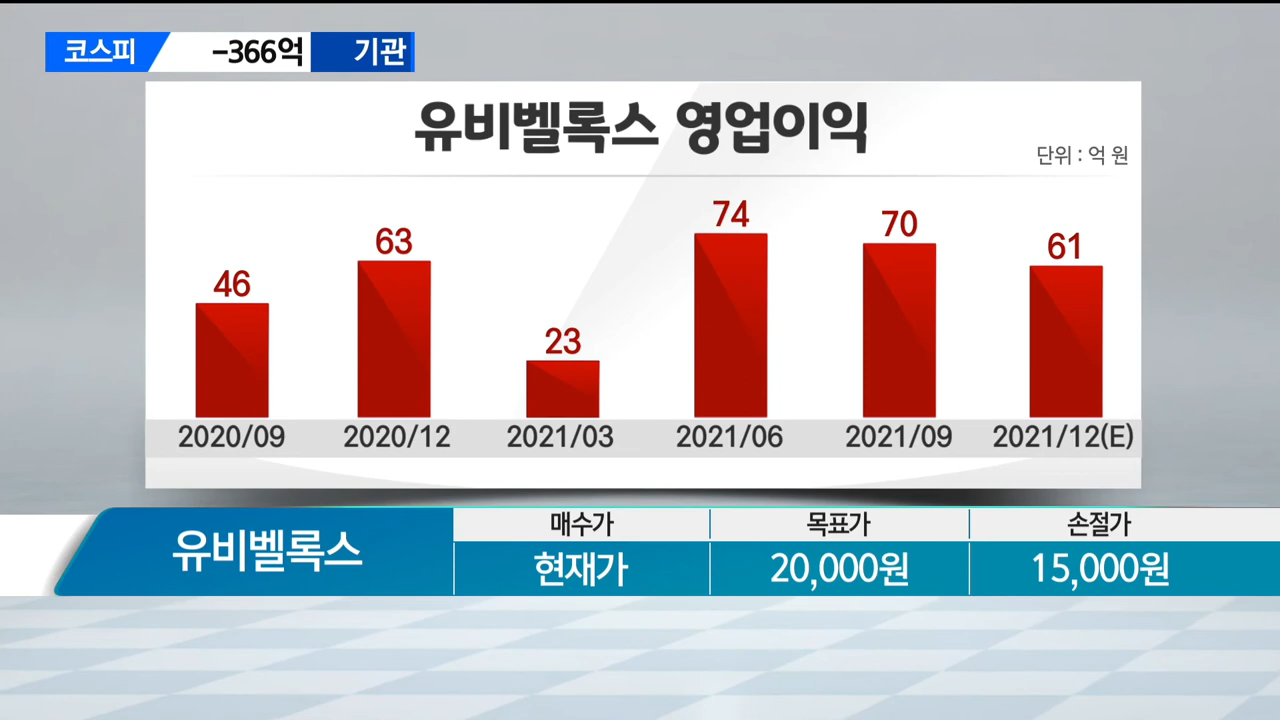 코스피 -366억 기관
유비벨록스 영업이익
단위 : 억 원
46 63 23 74 70 61
2020/09 2020/12 2021/03 2021/06 2021/09 2021/12(E)
유비벨록스
매수가 목표가 손절가
현재가 20,000원 15,000원